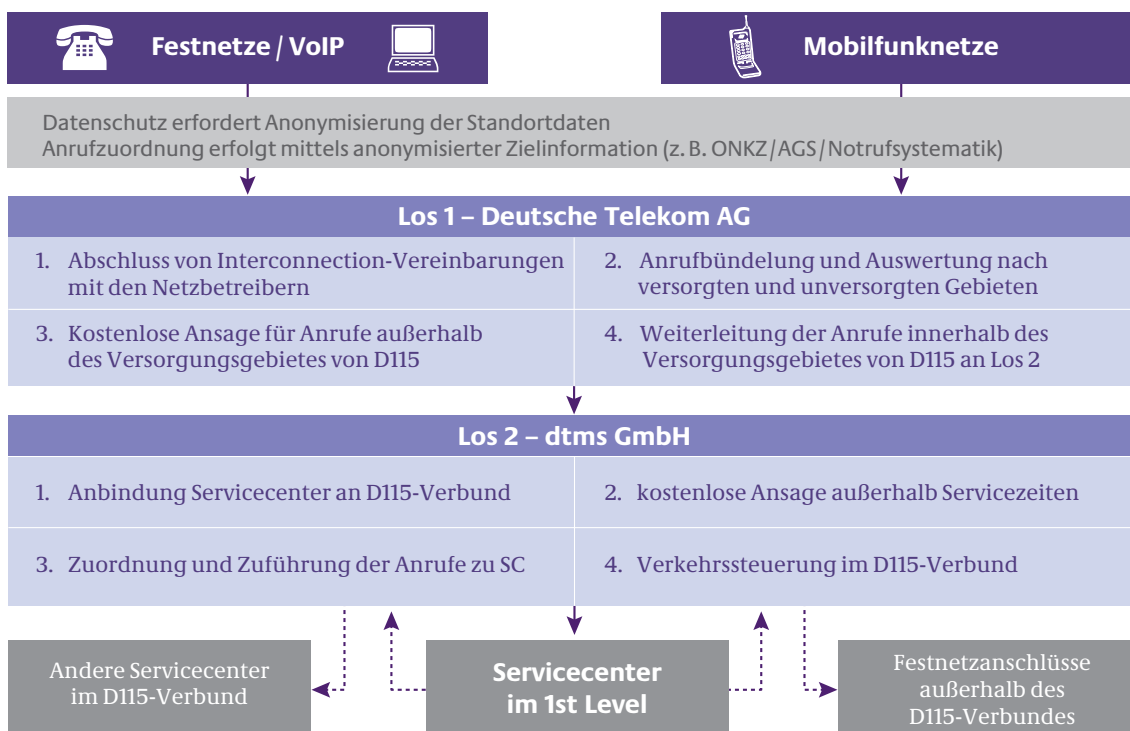 Festnetze / VoIP
Mobilfunknetze
Datenschutz erfordert Anonymisierung der Standortdaten
Anrufzuordnung erfolgt mittels anonymisierter Zielinformation (z. B. ONKZ / AGS / Notrufsystematik)
Los 1 – Deutsche Telekom AG
1. Abschluss von Interconnection-Vereinbarungen
mit den Netzbetreibern
2. Anrufbündelung und Auswertung nach
versorgten und unversorgten Gebieten
3. Kostenlose Ansage für Anrufe außerhalb
des Versorgungsgebietes von D115
4. Weiterleitung der Anrufe innerhalb des
Versorgungsgebietes von D115 an Los 2
Los 2 – dtms GmbH
1. Anbindung Servicecenter an D115-Verbund
2. kostenlose Ansage außerhalb Servicezeiten
3. Zuordnung und Zuführung der Anrufe zu SC
4. Verkehrssteuerung im D115-Verbund
Andere Servicecenter
im D115-Verbund
Servicecenter
im 1st Level
Festnetzanschlüsse
außerhalb des
D115-Verbundes